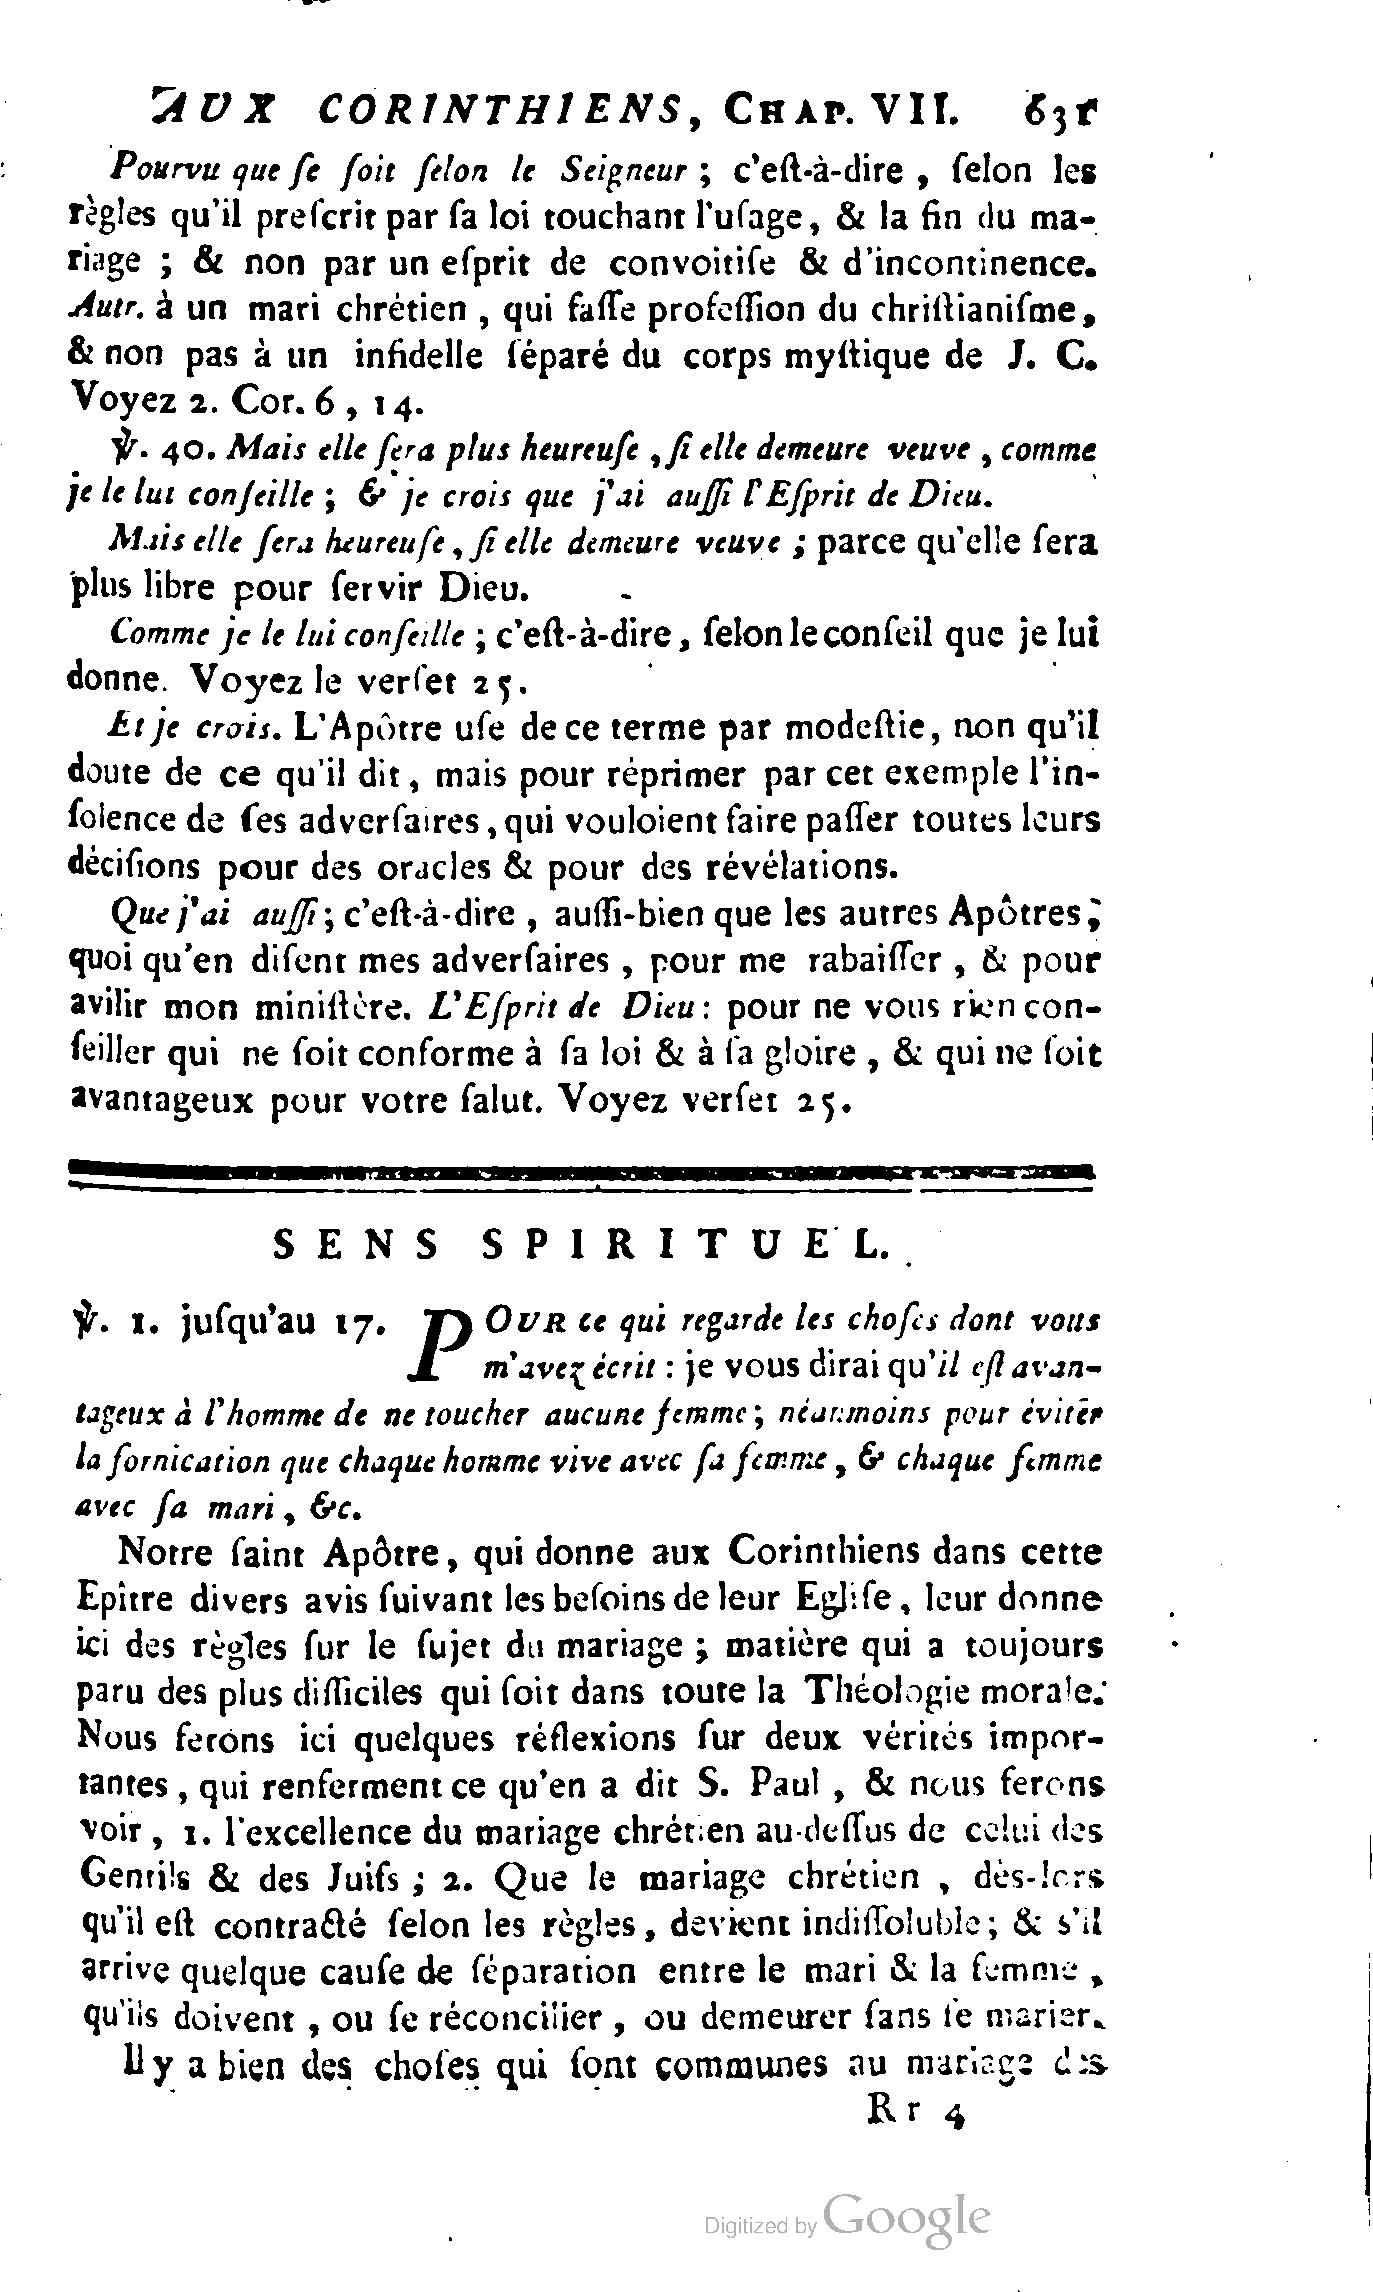 AUX CORINTHIENS, CHAP. VII. 631
Pourvu que ſe ſoit ſelon le Seigneur ; c'eſt-à-dire , ſelon les
règles qu'il preſcrit par ſa loi touchant l'uſage, & la fin du ma-
riage ; & non par un eſprit de convoitiſe & d'incontinence.
Autr. à un mari chrétien , qui faſſe profeſſion du chriſtianiſme,
& non pas à un infidelle ſéparé du corps myſtique de J. C.
Voyez 2. Cor. 6 , 14.
℣. 40. Mais elle ſera plus heureuſe , ſi elle demeure veuve , comme
je le lui conſeille ; & je crois que j'ai auſſi l'Eſprit de Dieu.
Mais elle ſera heureuſe , ſi elle demeure veuve ; parce qu'elle ſera
plus libre pour ſervir Dieu.
Comme je le lui conſeille ; c'eſt-à-dire, ſelon le conſeil que je lui
donne. Voyez le verſet 25.
Et je crois. L'Apôtre uſe de ce terme par modeſtie, non qu'il
doute de ce qu'il dit, mais pour réprimer par cet exemple l'in-
ſolence de ſes adverſaires, qui vouloient faire paſſer toutes leurs
déciſions pour des oracles & pour des révélations.
Que j'ai auſſi ; c'eſt-à-dire , auſſi-bien que les autres Apôtres ;
quoi qu'en diſent mes adverſaires , pour me rabaiſſer , & pour
avilir mon miniſtère. L'Eſprit de Dieu : pour ne vous rien con-
ſeiller qui ne ſoit conforme à ſa loi & à ſa gloire , & qui ne ſoit
avantageux pour votre ſalut. Voyez verſet 25.
SENS SPIRITUEL.
℣. 1. juſqu'au 17. POUR ce qui regarde les choſes dont vous
m'avez écrit : je vous dirai qu'il eſt avan-
tageux à l'homme de ne toucher aucune femme ; néanmoins pour éviter
la fornication que chaque homme vive avec ſa femme , & chaque femme
avec ſa mari , &c.
Notre ſaint Apôtre, qui donne aux Corinthiens dans cette
Epître divers avis ſuivant les beſoins de leur Egliſe , leur donne
ici des règles ſur le ſujet du mariage ; matière qui a toujours
paru des plus difficiles qui ſoit dans toute la Théologie morale.
Nous ferons ici quelques réflexions ſur deux vérités impor-
tantes , qui renferment ce qu'en a dit S. Paul , & nous ferons
voir , 1. l'excellence du mariage chrétien au-deſſus de celui des
Gentils & des Juifs ; 2. Que le mariage chrétien , dès-lors
qu'il eſt contracté ſelon les règles, devient indiſſoluble ; & s'il
arrive quelque cauſe de ſéparation entre le mari & la femme ,
qu'ils doivent , ou ſe réconcilier , ou demeurer ſans ſe marier.
Il y a bien des choſes qui ſont communes au mariage des
Rr 4
Digitized by Google